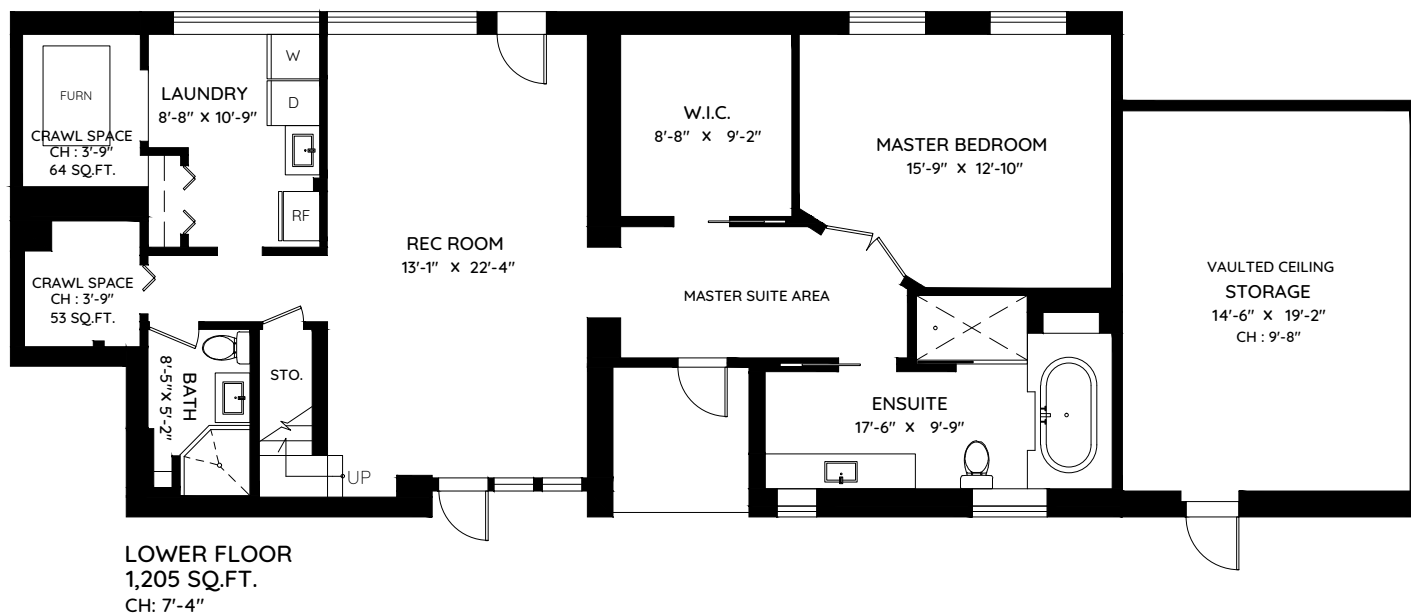 FURN
CRAWL SPACE
CH : 3'-9"
64 SQ.FT.
LAUNDRY
8'-8" X 10'-9"
W
D
RF
CRAWL SPACE
CH : 3'-9"
53 SQ.FT.
BATH
8'-5" X 5'-2"
STO.
UP
REC ROOM
13'-1" X 22'-4"
W.I.C.
8'-8" X 9'-2"
MASTER BEDROOM
15'-9" X 12'-10"
MASTER SUITE AREA
ENSUITE
17'-6" X 9'-9"
VAULTED CEILING
STORAGE
14'-6" X 19'-2"
CH : 9'-8"
LOWER FLOOR
1,205 SQ.FT.
CH: 7'-4"